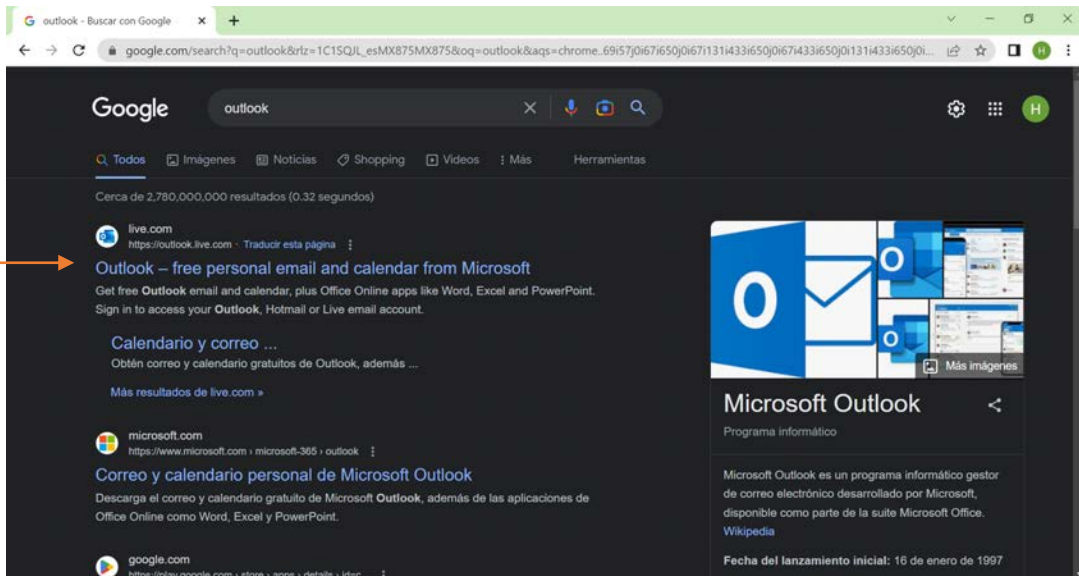 outlook - Buscar con Google
google.com/search?q=outlook&rlz=1C1SQJL_esMX875MX875&oq=outlook&aqs=chrome..69i57j0i67i650j0i67i131i433i650j0i67i433i650j0i131i433i650j0i...
Google
outlook
H
H
Todos Imágenes Noticias Shopping Videos Más Herramientas
Cerca de 2,780,000,000 resultados (0.32 segundos)
live.com
https://outlook.live.com · Traducir esta página
Outlook – free personal email and calendar from Microsoft
Get free Outlook email and calendar, plus Office Online apps like Word, Excel and PowerPoint.
Sign in to access your Outlook, Hotmail or Live email account.
Calendario y correo ...
Obtén correo y calendario gratuitos de Outlook, además ...
Más resultados de live.com »
microsoft.com
https://www.microsoft.com › microsoft-365 › outlook
Correo y calendario personal de Microsoft Outlook
Descarga el correo y calendario gratuito de Microsoft Outlook, además de las aplicaciones de
Office Online como Word, Excel y PowerPoint.
google.com
https://play.google.com › store › apps › details › id=c...
Más imágenes
Microsoft Outlook
Programa informático
Microsoft Outlook es un programa informático gestor
de correo electrónico desarrollado por Microsoft,
disponible como parte de la suite Microsoft Office.
Wikipedia
Fecha del lanzamiento inicial: 16 de enero de 1997